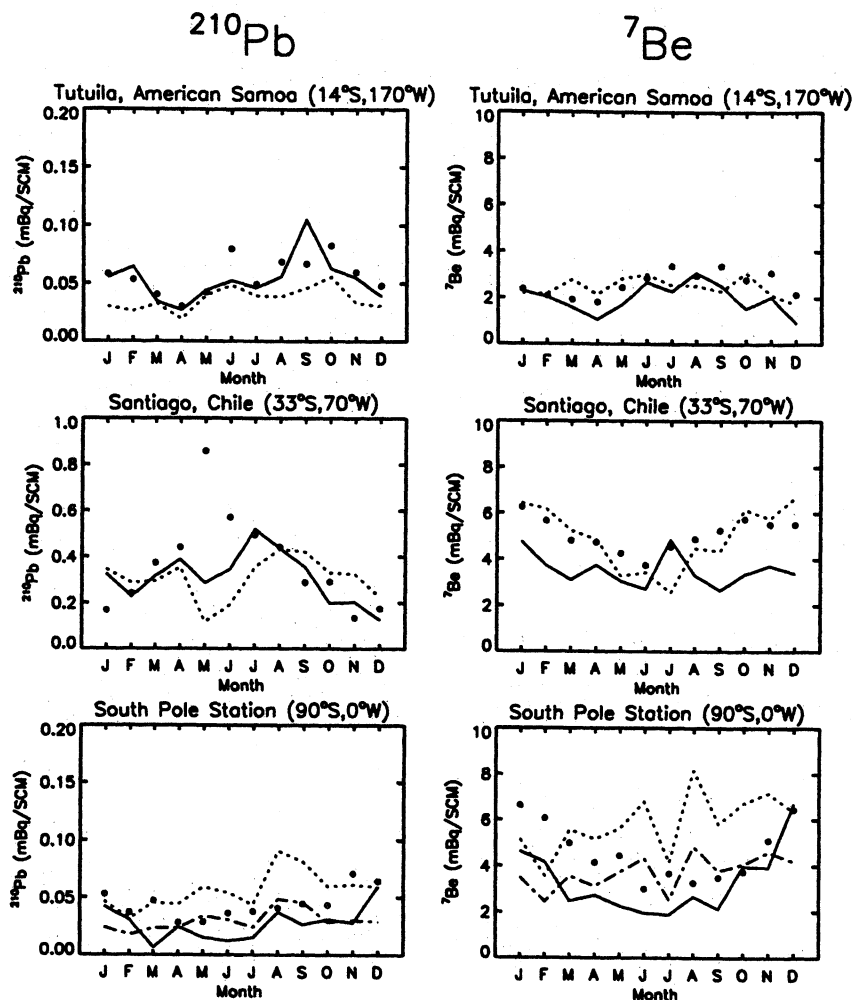 210Pb
7Be
Tutuila, American Samoa (14°S,170°W)
0.20
0.15
0.10
0.05
0.00
210Pb (mBq/SCM)
J F M A M J J A S O N D
Month
Tutuila, American Samoa (14°S,170°W)
10
8
6
4
2
0
7Be (mBq/SCM)
J F M A M J J A S O N D
Month
Santiago, Chile (33°S,70°W)
1.0
0.8
0.6
0.4
0.2
0.0
210Pb (mBq/SCM)
J F M A M J J A S O N D
Month
Santiago, Chile (33°S,70°W)
10
8
6
4
2
0
7Be (mBq/SCM)
J F M A M J J A S O N D
Month
South Pole Station (90°S,0°W)
0.20
0.15
0.10
0.05
0.00
210Pb (mBq/SCM)
J F M A M J J A S O N D
Month
South Pole Station (90°S,0°W)
10
8
6
4
2
0
7Be (mBq/SCM)
J F M A M J J A S O N D
Month